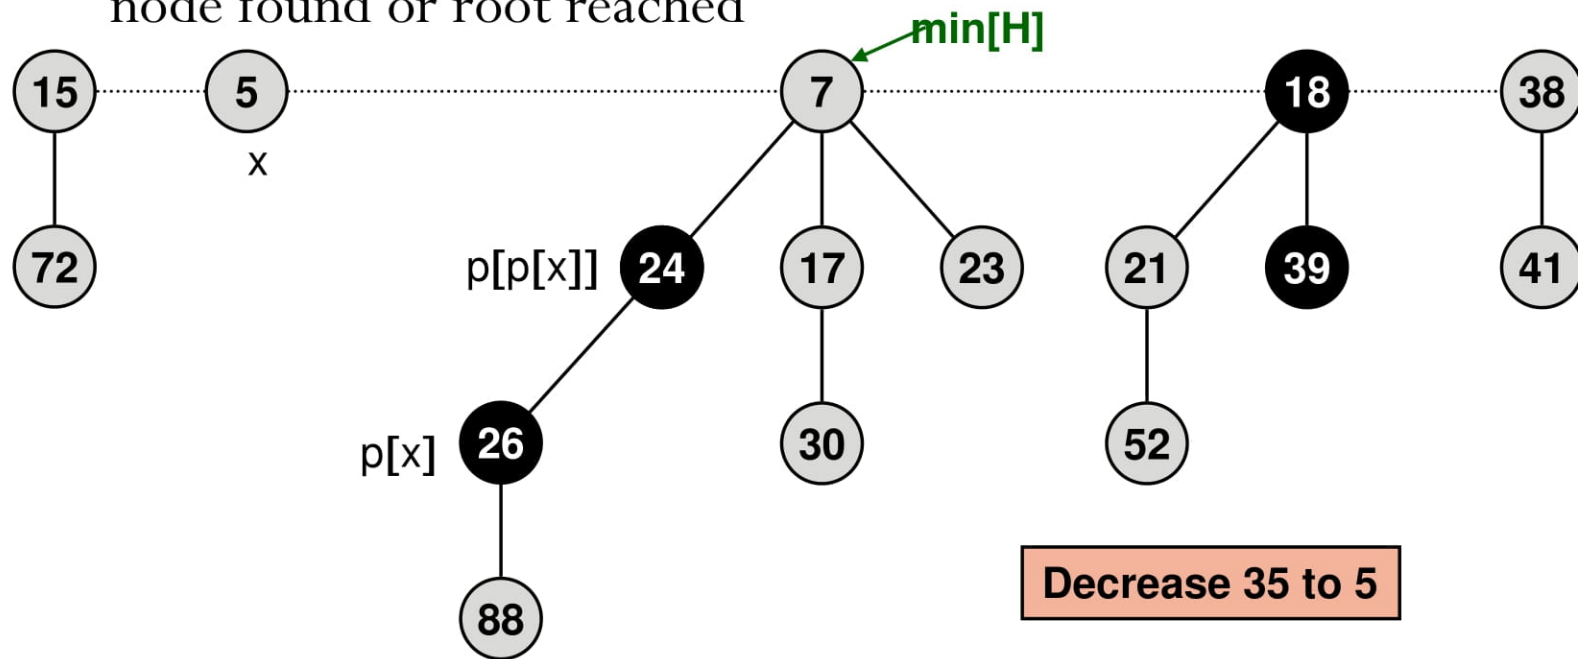 node found or root reached
min[H]
15
5
7
18
38
x
72
p[p[x]]
24
17
23
21
39
41
p[x]
26
30
52
Decrease 35 to 5
88